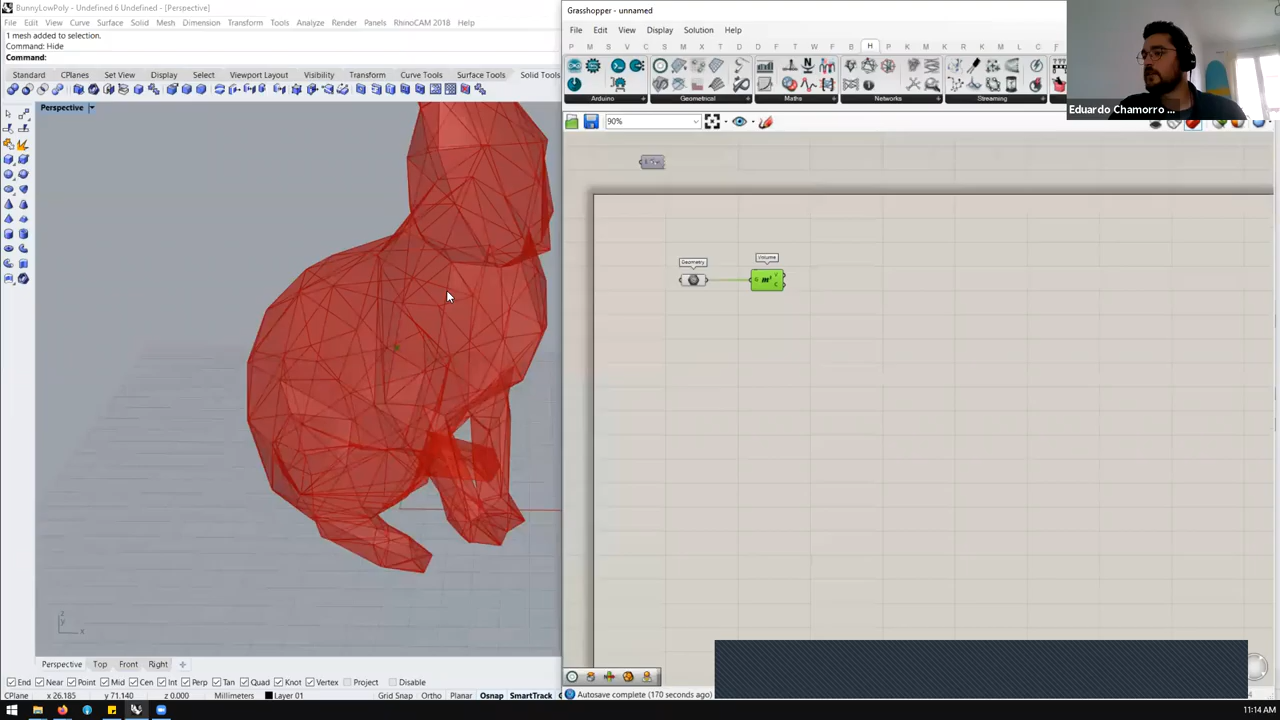 BunnyLowPoly - Undefined 6 Undefined - [Perspective]
File Edit View Curve Surface Solid Mesh Dimension Transform Tools Analyze Render Panels RhinoCAM 2018 Help
1 mesh added to selection.
Command: Hide
Command:
Standard CPlanes Set View Display Select Viewport Layout Visibility Transform Curve Tools Surface Tools Solid Tools
Perspective
z
y
x
Perspective Top Front Right
End Near Point Mid Cen Int Perp Tan Quad Knot Vertex Project Disable
CPlane x 26.185 y 71.140 z 0.000 Millimeters Layer 01 Grid Snap Ortho Planar Osnap SmartTrack
Grasshopper - unnamed
File Edit View Display Solution Help
P M S V C S M X T D D F T W L F B H P K M K R K L C F
Arduino Geometrical Maths Networks Streaming
90%
Geometry
Volume
G m³ V C
Autosave complete (170 seconds ago)
Eduardo Chamorro ...
11:14 AM